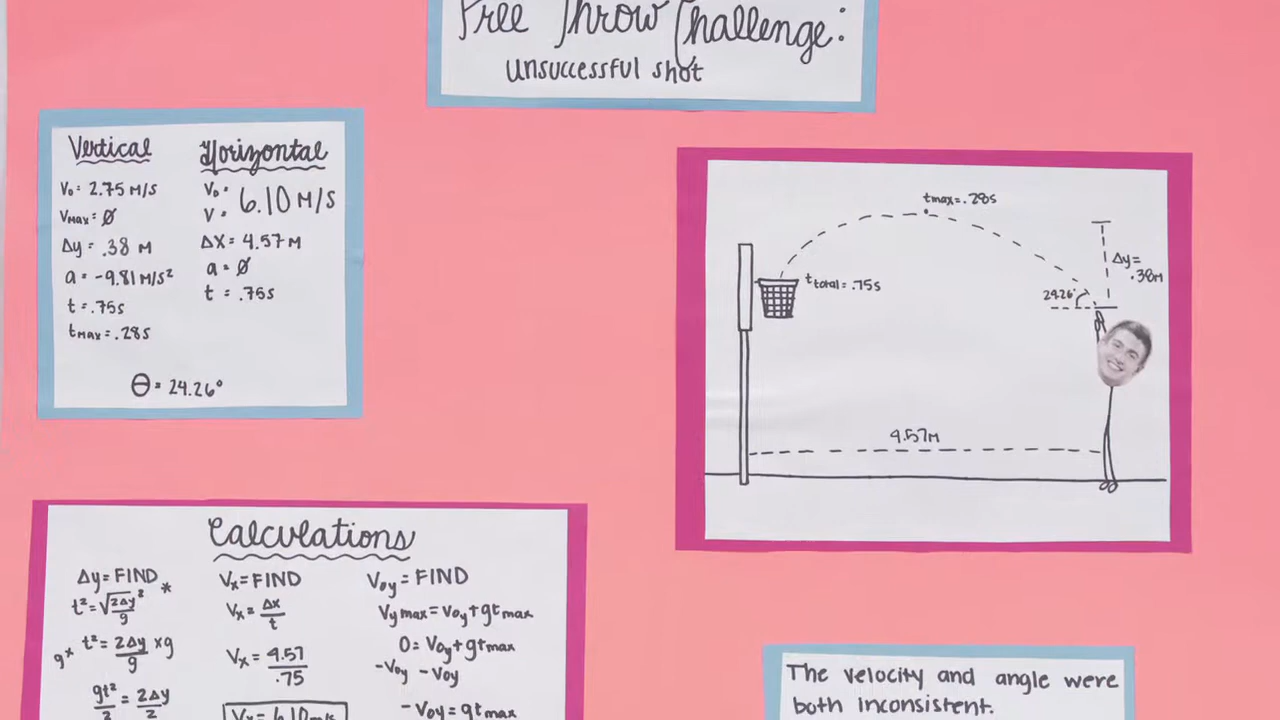 Free Throw Challenge:
unsuccessful shot
Vertical
V₀= 2.75 M/S
VMAX= Ø
Δy = .38 M
a = -9.81 M/S²
t = .75s
tMAX = .28s
Horizontal
V₀=
V= 6.10 M/S
ΔX = 4.57 M
a = Ø
t = .75s
Θ = 24.26°
tmax = .28s
Δy=
.38M
ttotal = .75s
24.26°
4.57M
Calculations
Δy=FIND *
t²=√2Δy/g ²
g× t²= 2Δy/g ×g
gt²/2 = 2Δy/2
Vx=FIND
Vx= Δx/t
Vx= 4.57/.75
Vx= 6.10 m/s
Voy=FIND
Vymax=Voy+gtmax
0= Voy+gtmax
-Voy -Voy
-Voy=gtmax
The velocity and angle were
both inconsistent.